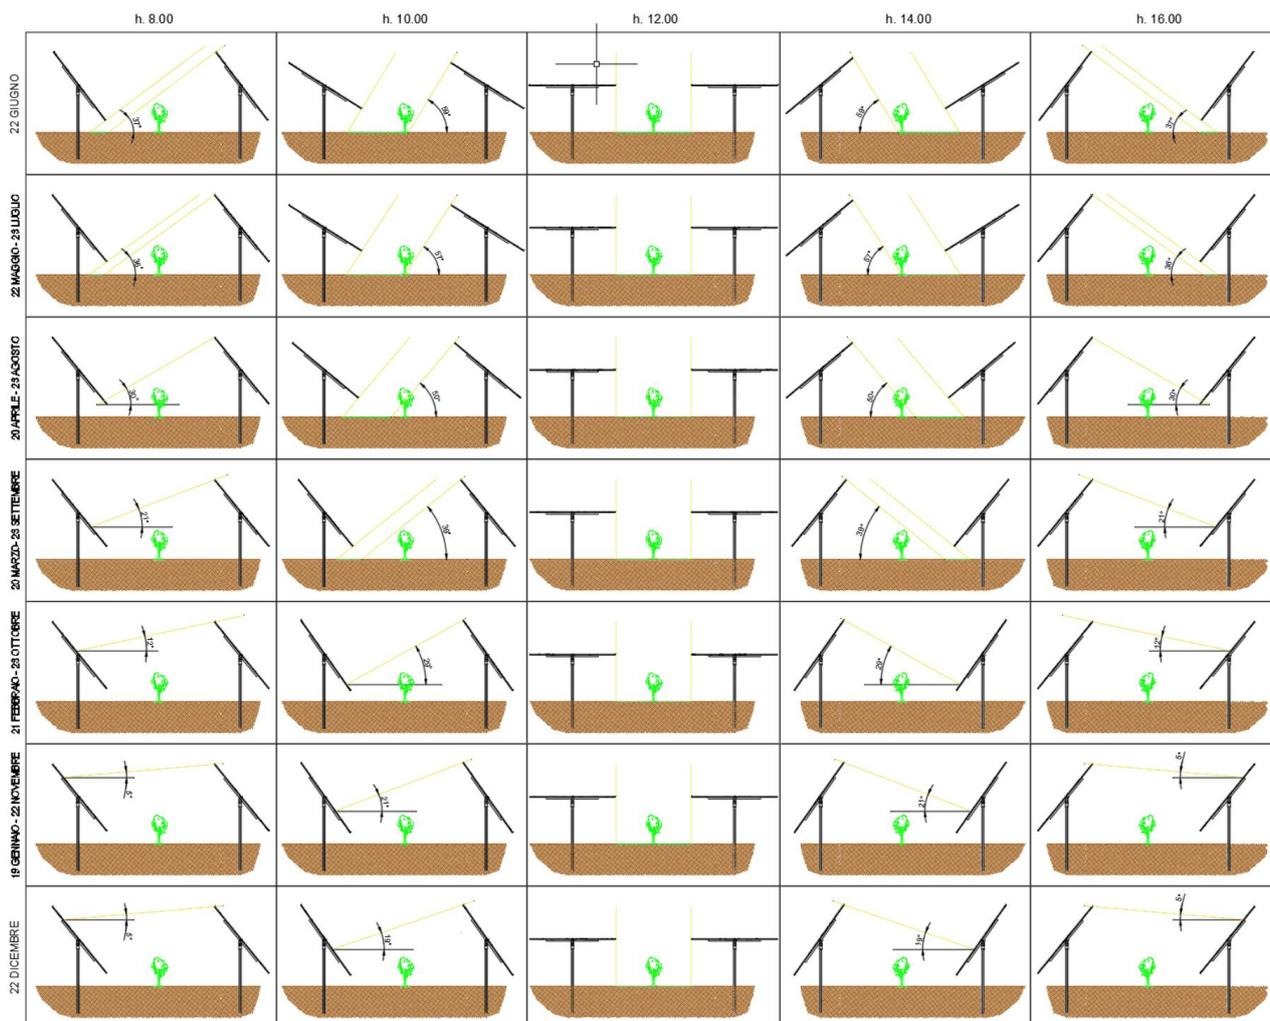 h. 8.00 h. 10.00 h. 12.00 h. 14.00 h. 16.00
22 GIUGNO
37° 59° 59° 37°
22 MAGGIO - 23 LUGLIO
36° 57° 57° 36°
20 APRILE - 23 AGOSTO
30° 50° 50° 30°
20 MARZO - 23 SETTEMBRE
21° 39° 39° 21°
21 FEBBRAIO - 23 OTTOBRE
12° 29° 29° 12°
19 GENNAIO - 22 NOVEMBRE
5° 21° 21° 5°
22 DICEMBRE
5° 19° 19° 5°